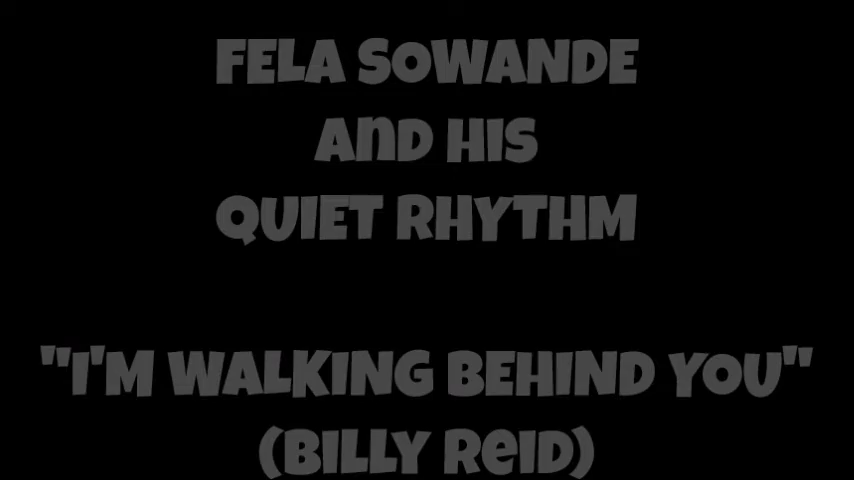 FELA SOWANDE
AND HIS
QUIET RHYTHM
"I'M WALKING BEHIND YOU"
(BILLY REID)